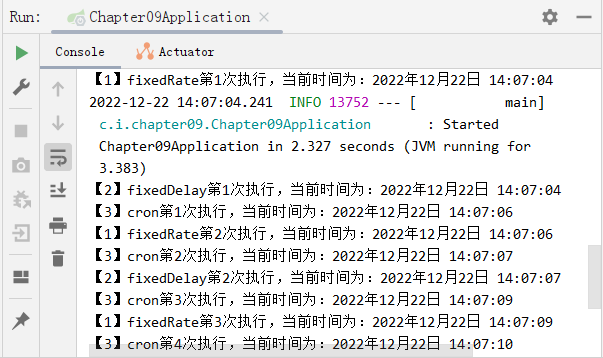 Run: Chapter09Application
Console Actuator
【1】fixedRate第1次执行，当前时间为：2022年12月22日 14:07:04
2022-12-22 14:07:04.241 INFO 13752 --- [ main]
c.i.chapter09.Chapter09Application : Started
Chapter09Application in 2.327 seconds (JVM running for
3.383)
【2】fixedDelay第1次执行，当前时间为：2022年12月22日 14:07:04
【3】cron第1次执行，当前时间为：2022年12月22日 14:07:06
【1】fixedRate第2次执行，当前时间为：2022年12月22日 14:07:06
【3】cron第2次执行，当前时间为：2022年12月22日 14:07:07
【2】fixedDelay第2次执行，当前时间为：2022年12月22日 14:07:07
【3】cron第3次执行，当前时间为：2022年12月22日 14:07:09
【1】fixedRate第3次执行，当前时间为：2022年12月22日 14:07:09
【3】cron第4次执行，当前时间为：2022年12月22日 14:07:10